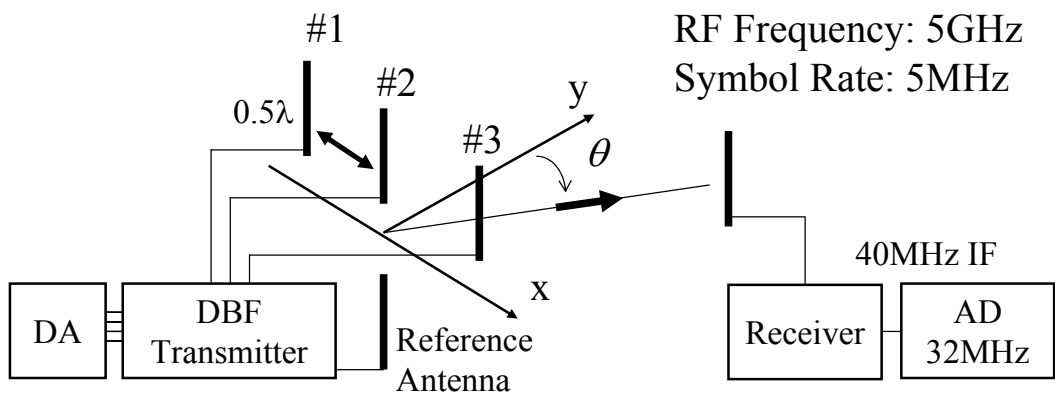 #1
RF Frequency: 5GHz
Symbol Rate: 5MHz
#2
0.5λ
y
#3
θ
40MHz IF
x
DA
DBF
Transmitter
Reference
Antenna
Receiver
AD
32MHz